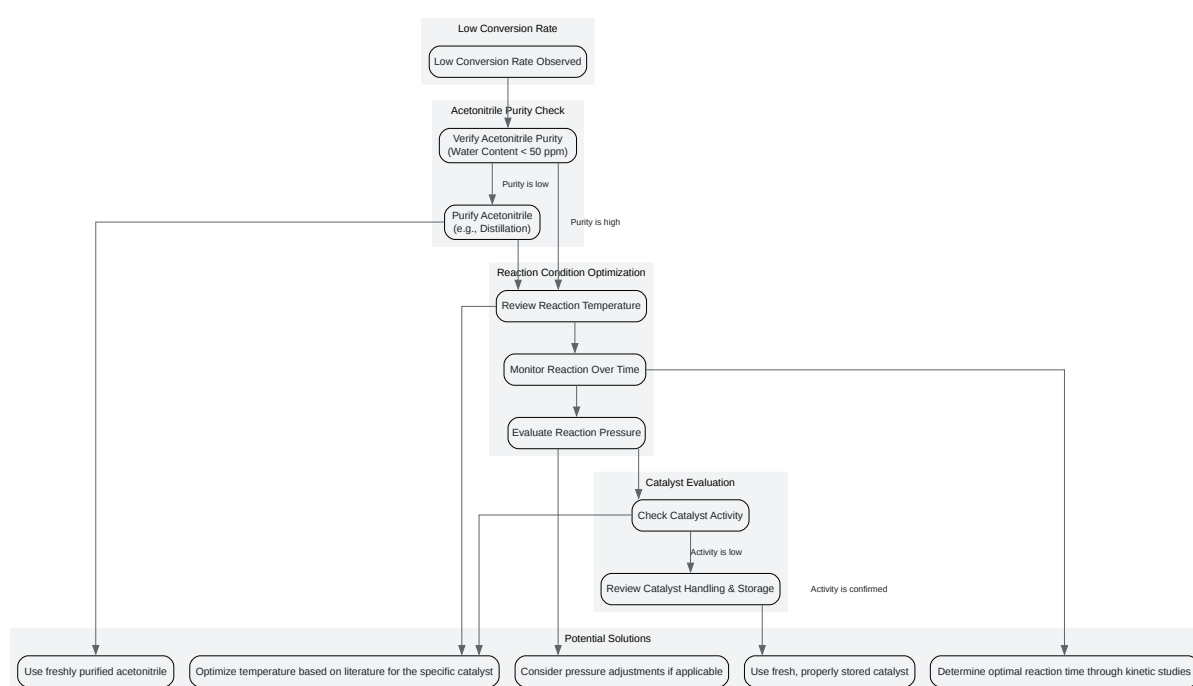 Low Conversion Rate
Low Conversion Rate Observed
Acetonitrile Purity Check
Verify Acetonitrile Purity
(Water Content < 50 ppm)
Purity is low
Purify Acetonitrile
(e.g., Distillation)
Purity is high
Reaction Condition Optimization
Review Reaction Temperature
Monitor Reaction Over Time
Evaluate Reaction Pressure
Catalyst Evaluation
Check Catalyst Activity
Activity is low
Review Catalyst Handling & Storage
Activity is confirmed
Potential Solutions
Use freshly purified acetonitrile
Optimize temperature based on literature for the specific catalyst
Consider pressure adjustments if applicable
Use fresh, properly stored catalyst
Determine optimal reaction time through kinetic studies